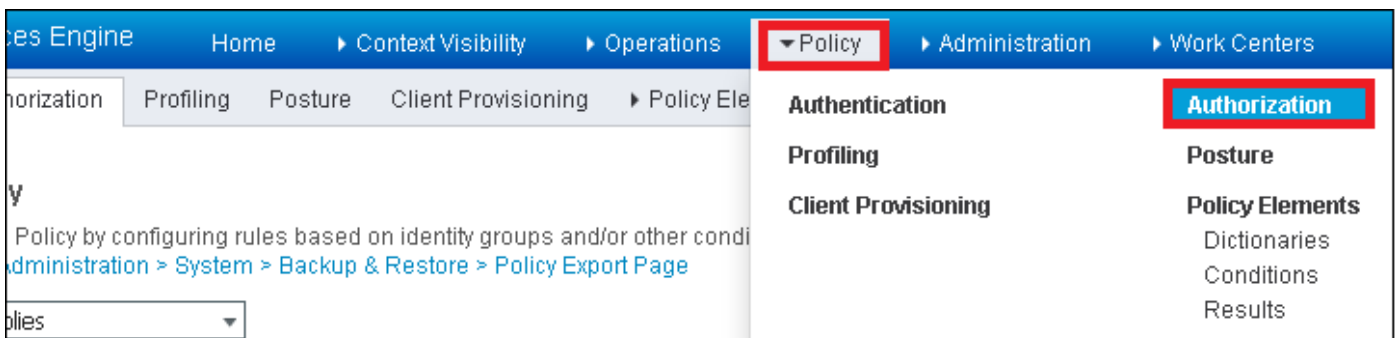 ces Engine Home Context Visibility Operations Policy Administration Work Centers
horization Profiling Posture Client Provisioning Policy Ele
Authentication Authorization
Profiling Posture
y
Client Provisioning Policy Elements
Policy by configuring rules based on identity groups and/or other condi
Dictionaries
Administration > System > Backup & Restore > Policy Export Page
Conditions
Results
plies